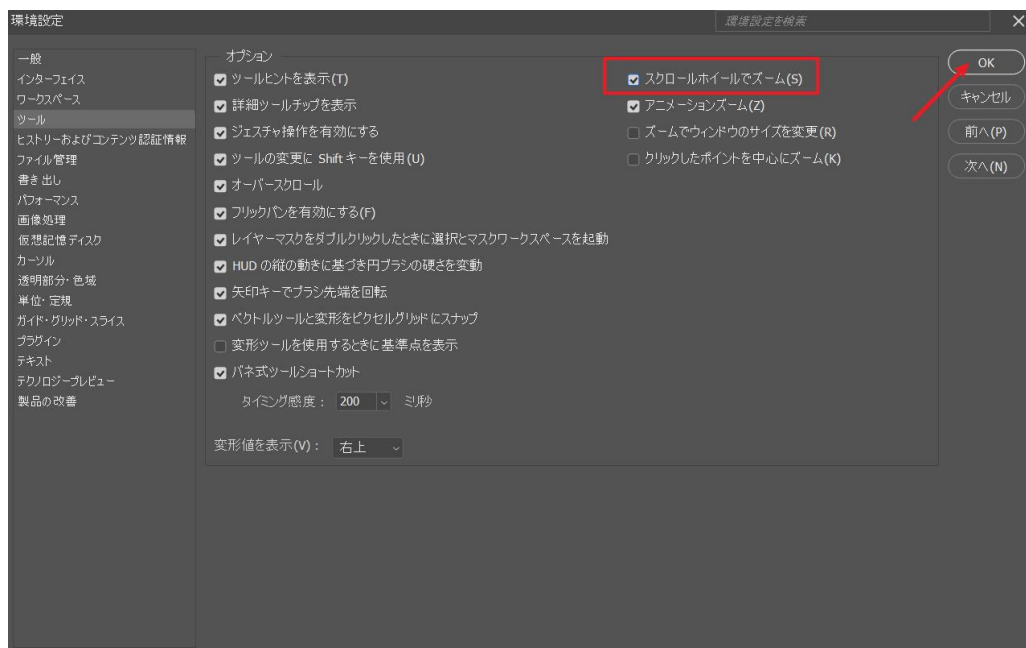 環境設定
環境設定を検索
一般
インターフェイス
ワークスペース
ツール
ヒストリーおよびコンテンツ認証情報
ファイル管理
書き出し
パフォーマンス
画像処理
仮想記憶ディスク
カーソル
透明部分・色域
単位・定規
ガイド・グリッド・スライス
プラグイン
テキスト
テクノロジープレビュー
製品の改善
オプション
ツールヒントを表示(T)
詳細ツールチップを表示
ジェスチャ操作を有効にする
ツールの変更に Shift キーを使用(U)
オーバースクロール
フリックパンを有効にする(F)
レイヤーマスクをダブルクリックしたときに選択とマスクワークスペースを起動
HUD の縦の動きに基づき円ブラシの硬さを変動
矢印キーでブラシ先端を回転
ベクトルツールと変形をピクセルグリッドにスナップ
変形ツールを使用するときに基準点を表示
バネ式ツールショートカット
タイミング感度： 200 ミリ秒
変形値を表示(V)： 右上
スクロールホイールでズーム(S)
アニメーションズーム(Z)
ズームでウィンドウのサイズを変更(R)
クリックしたポイントを中心にズーム(K)
OK
キャンセル
前へ(P)
次へ(N)